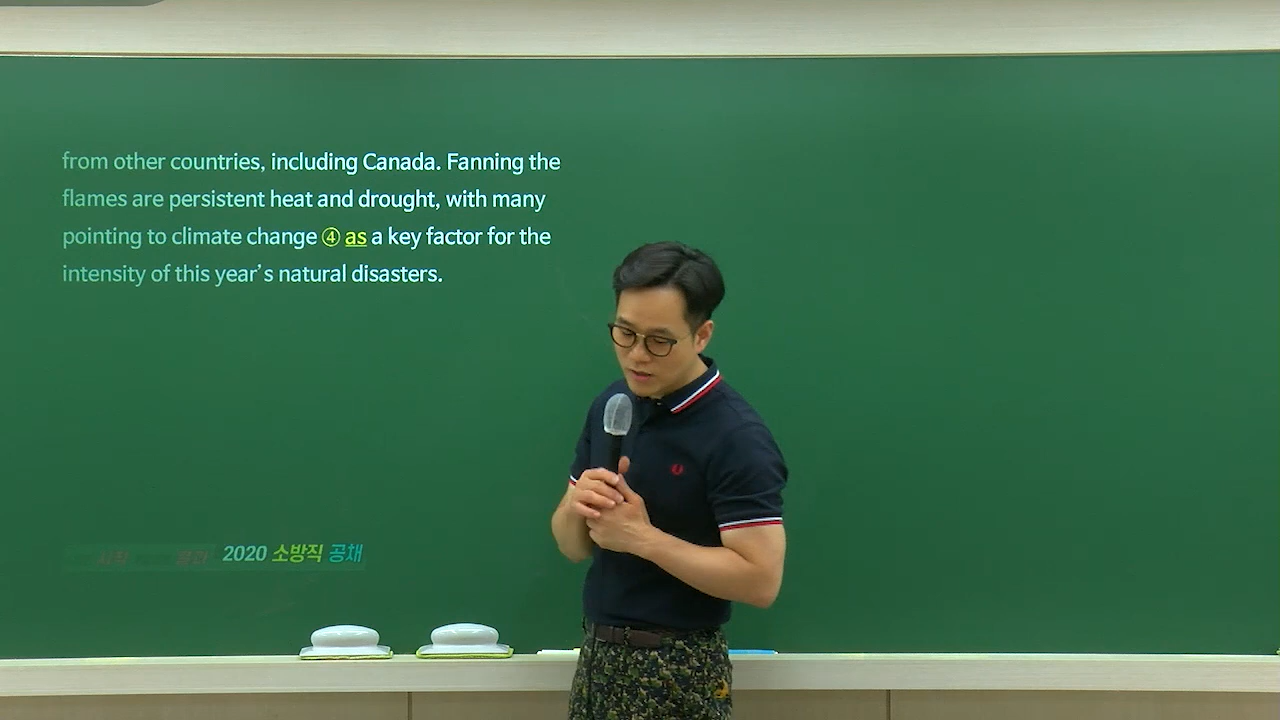 from other countries, including Canada. Fanning the
flames are persistent heat and drought, with many
pointing to climate change ④ as a key factor for the
intensity of this year's natural disasters.
2020 소방직 공채